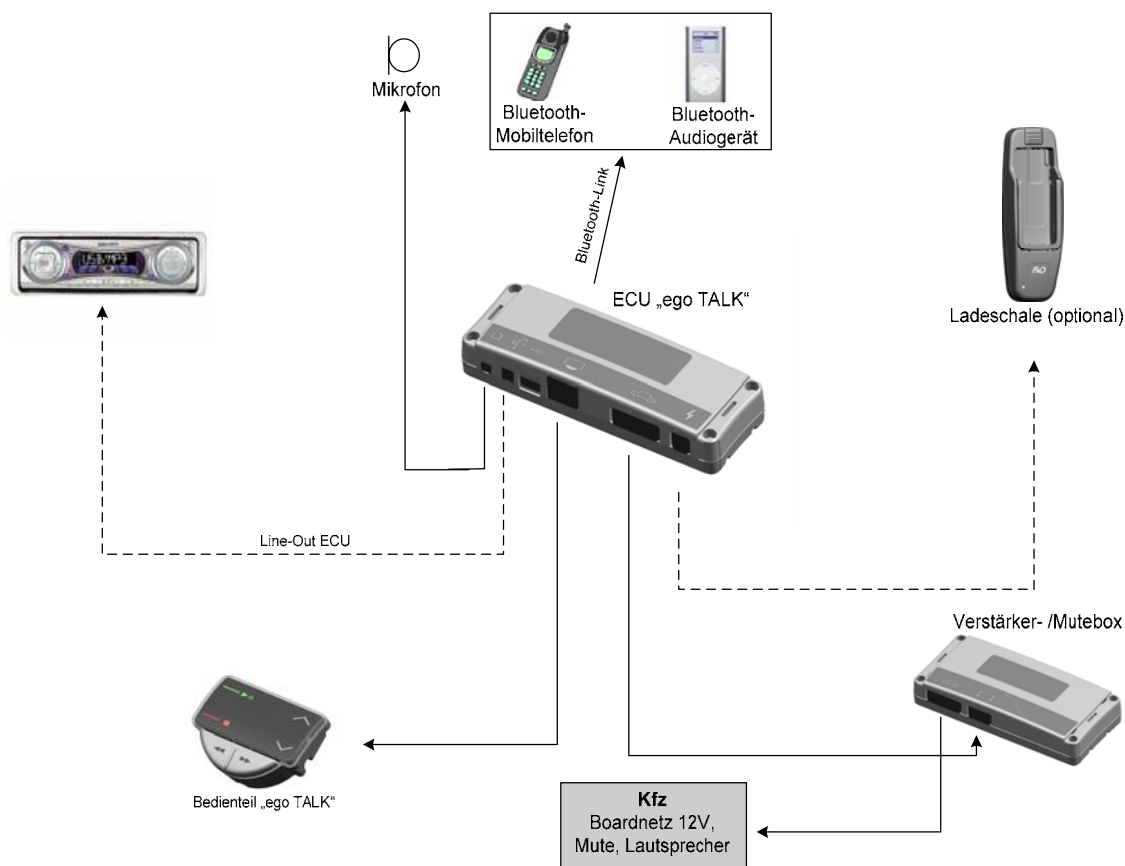 Mikrofon
Bluetooth-
Mobiltelefon
Bluetooth-
Audiogerät
Bluetooth-Link
ECU „ego TALK“
Ladeschale (optional)
Line-Out ECU
Verstärker- /Mutebox
Bedienteil „ego TALK“
Kfz
Boardnetz 12V,
Mute, Lautsprecher